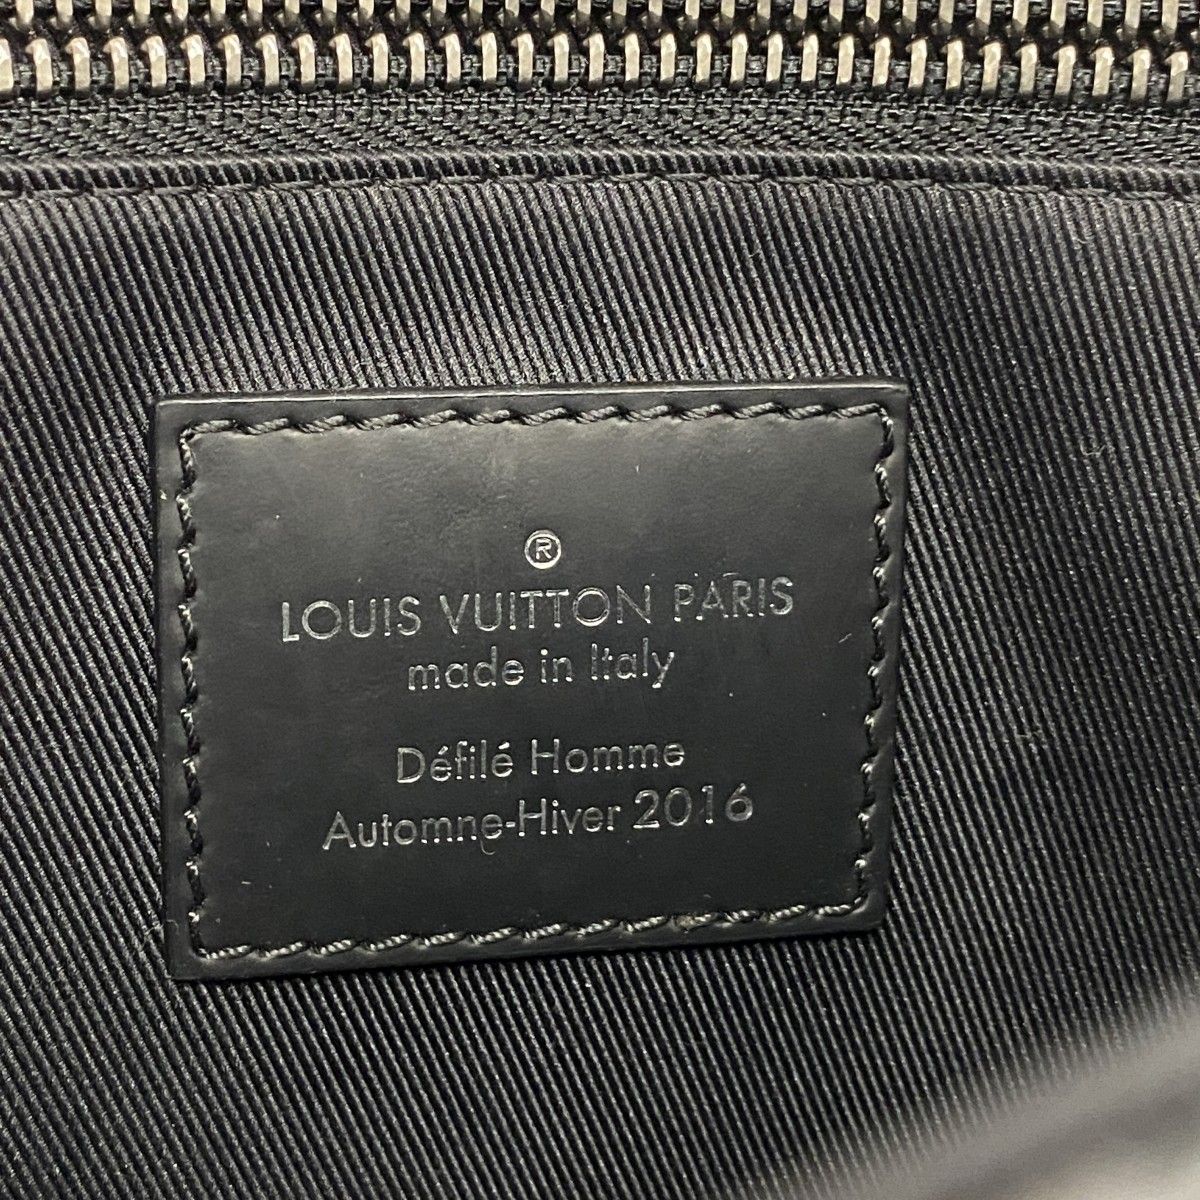 ®
LOUIS VUITTON PARIS
made in Italy
Défilé Homme
Automne-Hiver 2016